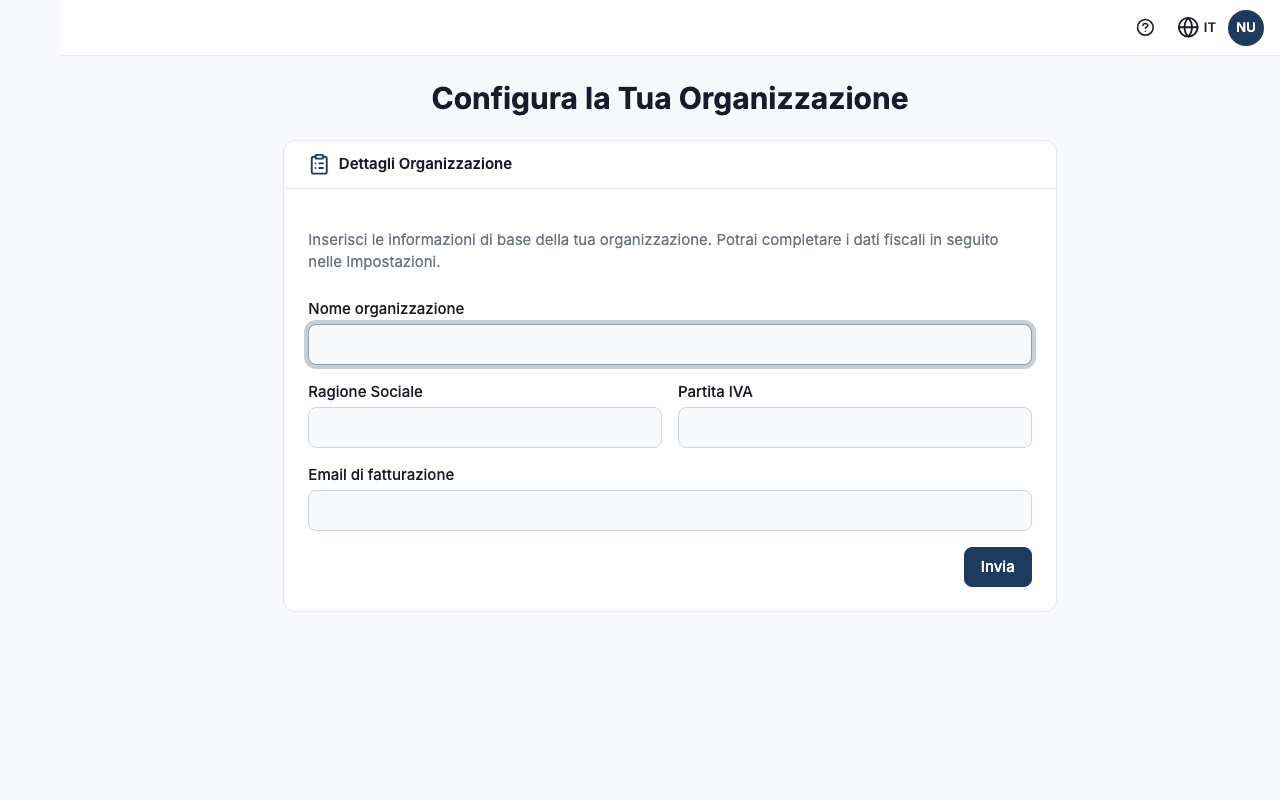 IT
NU
Configura la Tua Organizzazione
Dettagli Organizzazione
Inserisci le informazioni di base della tua organizzazione. Potrai completare i dati fiscali in seguito
nelle Impostazioni.
Nome organizzazione
Ragione Sociale
Partita IVA
Email di fatturazione
Invia